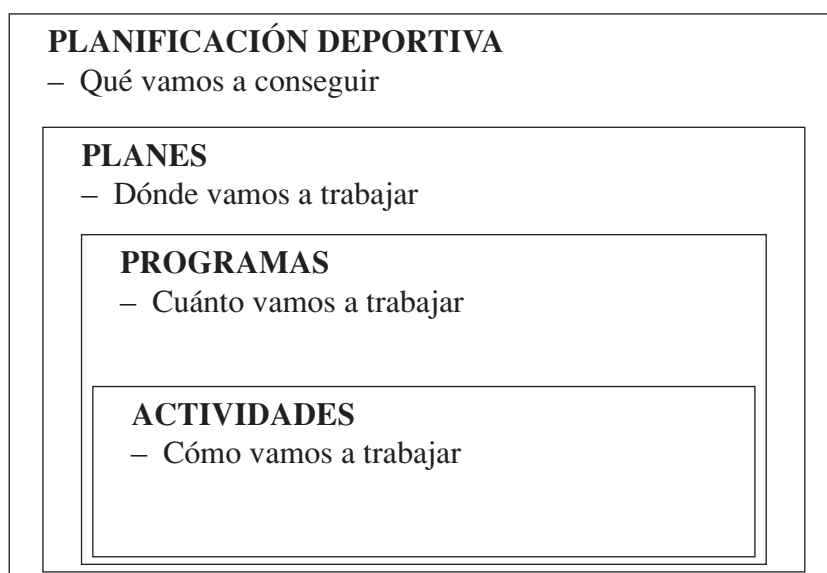 PLANIFICACIÓN DEPORTIVA
– Qué vamos a conseguir
PLANES
– Dónde vamos a trabajar
PROGRAMAS
– Cuánto vamos a trabajar
ACTIVIDADES
– Cómo vamos a trabajar